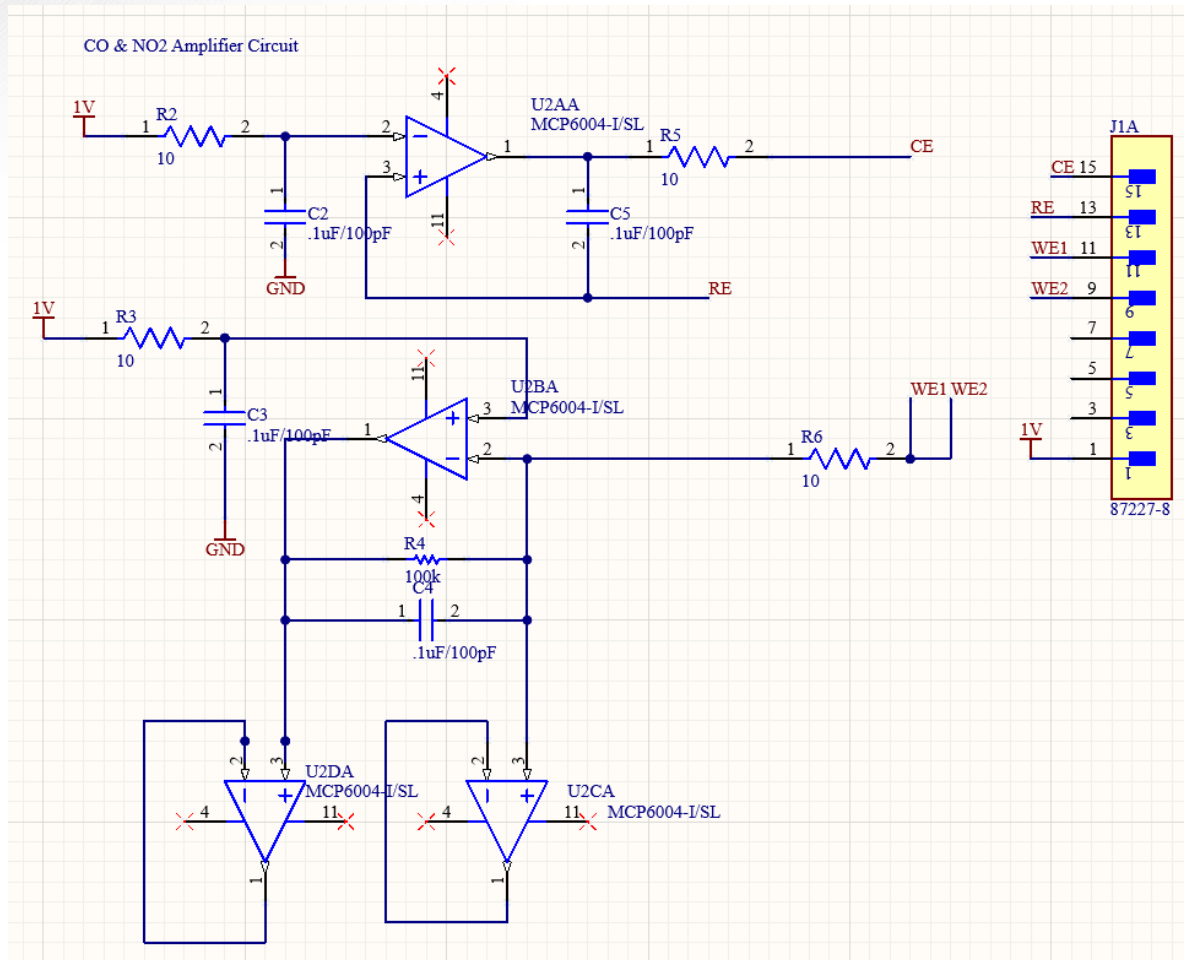 CO & NO2 Amplifier Circuit
1V
R2
1
2
10
C2
.1uF/100pF
1
2
GND
4
2
3
1
11
−
+
U2AA
MCP6004-I/SL
R5
1
2
10
CE
C5
.1uF/100pF
1
2
RE
1V
R3
1
2
10
C3
.1uF/100pF
1
2
GND
11
U2BA
MCP6004-I/SL
+
−
3
2
1
4
R6
1
2
10
WE1 WE2
R4
100k
C4
1
2
.1uF/100pF
2
3
U2DA
MCP6004-I/SL
−
+
4
11
1
2
3
U2CA
MCP6004-I/SL
−
+
4
11
1
J1A
CE 15
15
RE 13
13
WE1 11
11
WE2 9
9
7
7
5
5
3
3
1V
1
1
87227-8